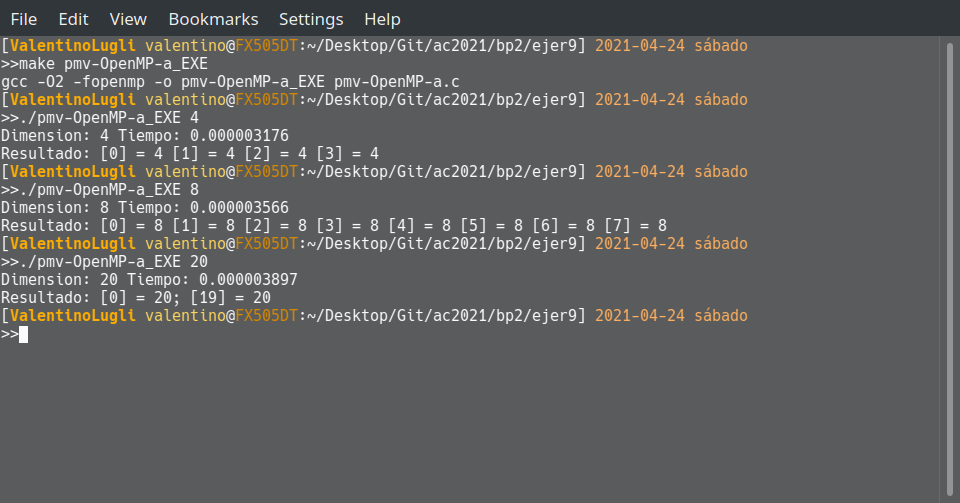 File Edit View Bookmarks Settings Help
[ValentinoLugli valentino@FX505DT:~/Desktop/Git/ac2021/bp2/ejer9] 2021-04-24 sábado
>>make pmv-OpenMP-a_EXE
gcc -O2 -fopenmp -o pmv-OpenMP-a_EXE pmv-OpenMP-a.c
[ValentinoLugli valentino@FX505DT:~/Desktop/Git/ac2021/bp2/ejer9] 2021-04-24 sábado
>>./pmv-OpenMP-a_EXE 4
Dimension: 4 Tiempo: 0.000003176
Resultado: [0] = 4 [1] = 4 [2] = 4 [3] = 4
[ValentinoLugli valentino@FX505DT:~/Desktop/Git/ac2021/bp2/ejer9] 2021-04-24 sábado
>>./pmv-OpenMP-a_EXE 8
Dimension: 8 Tiempo: 0.000003566
Resultado: [0] = 8 [1] = 8 [2] = 8 [3] = 8 [4] = 8 [5] = 8 [6] = 8 [7] = 8
[ValentinoLugli valentino@FX505DT:~/Desktop/Git/ac2021/bp2/ejer9] 2021-04-24 sábado
>>./pmv-OpenMP-a_EXE 20
Dimension: 20 Tiempo: 0.000003897
Resultado: [0] = 20; [19] = 20
[ValentinoLugli valentino@FX505DT:~/Desktop/Git/ac2021/bp2/ejer9] 2021-04-24 sábado
>>